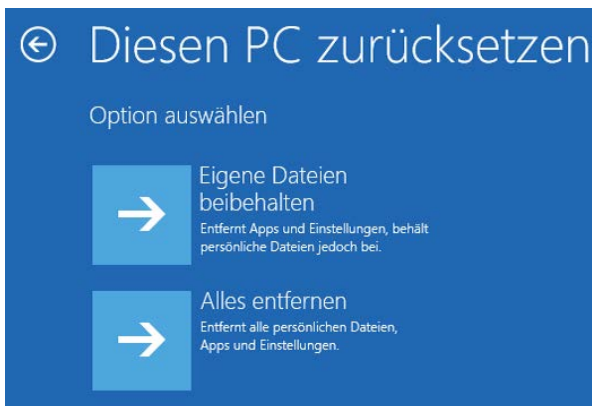 Diesen PC zurücksetzen
Option auswählen
Eigene Dateien
beibehalten
Entfernt Apps und Einstellungen, behält
persönliche Dateien jedoch bei.
Alles entfernen
Entfernt alle persönlichen Dateien,
Apps und Einstellungen.